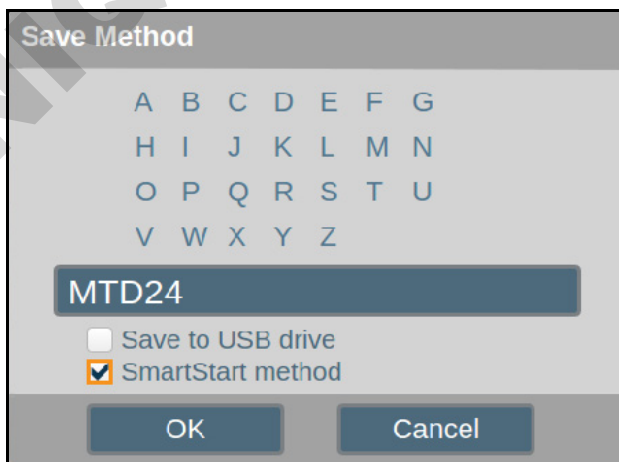 Save Method
A B C D E F G
H I J K L M N
O P Q R S T U
V W X Y Z
MTD24
Save to USB drive
SmartStart method
OK Cancel